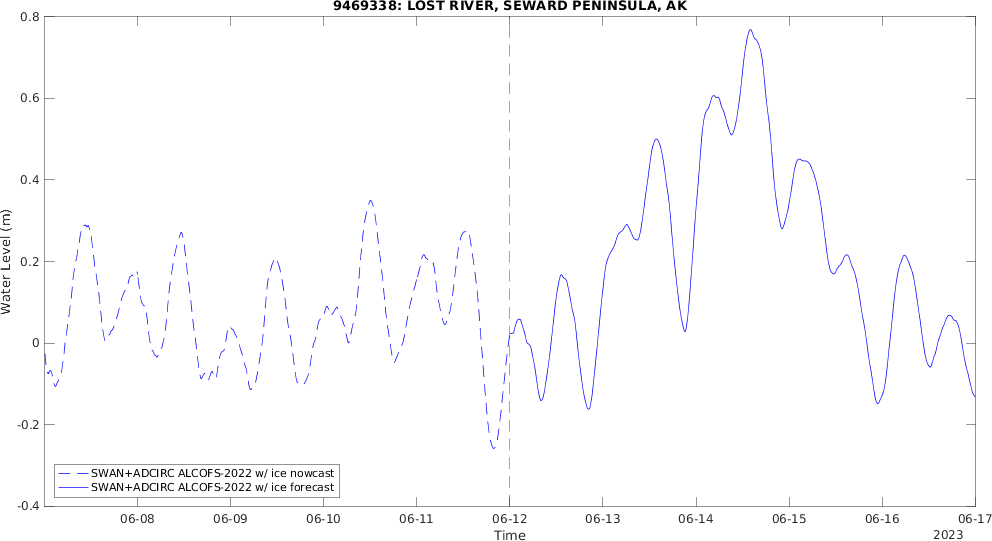 9469338: LOST RIVER, SEWARD PENINSULA, AK
Water Level (m)
0.8
0.6
0.4
0.2
0
-0.2
-0.4
SWAN+ADCIRC ALCOFS-2022 w/ ice nowcast
SWAN+ADCIRC ALCOFS-2022 w/ ice forecast
06-08 06-09 06-10 06-11 06-12 06-13 06-14 06-15 06-16 06-17
Time
2023